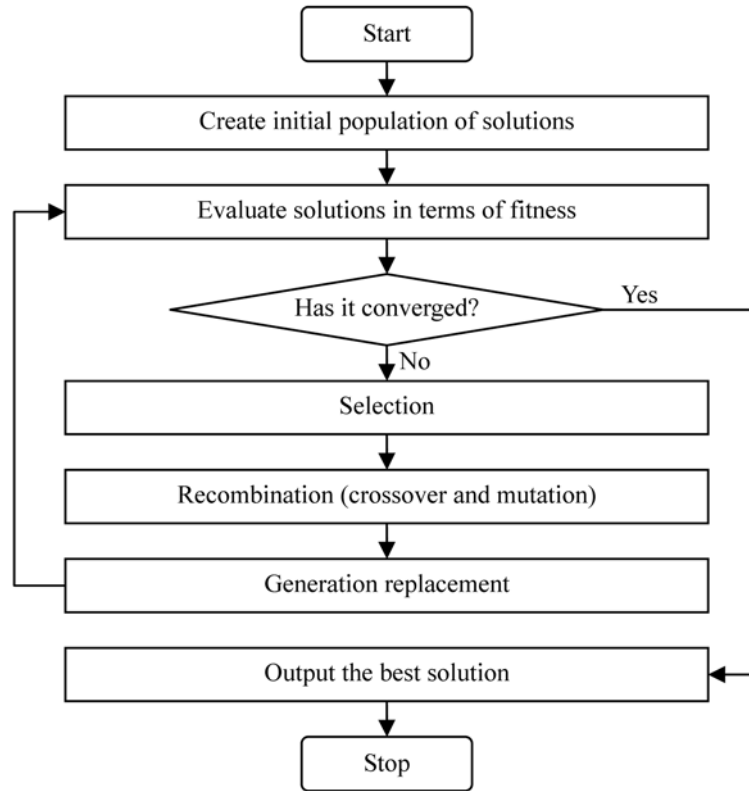 Start
Create initial population of solutions
Evaluate solutions in terms of fitness
Has it converged?
Yes
No
Selection
Recombination (crossover and mutation)
Generation replacement
Output the best solution
Stop